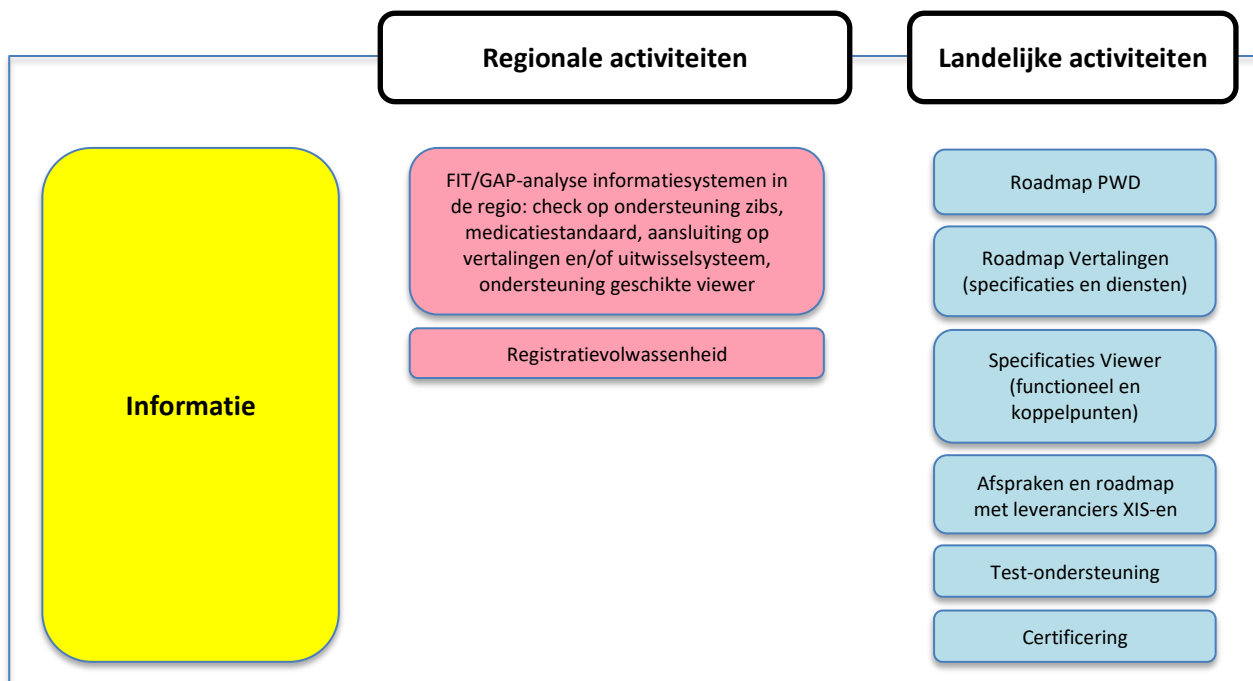 Regionale activiteiten
Landelijke activiteiten
Informatie
FIT/GAP-analyse informatiesystemen in
de regio: check op ondersteuning zibs,
medicatiestandaard, aansluiting op
vertalingen en/of uitwisselsysteem,
ondersteuning geschikte viewer
Registratievolwassenheid
Roadmap PWD
Roadmap Vertalingen
(specificaties en diensten)
Specificaties Viewer
(functioneel en
koppelpunten)
Afspraken en roadmap
met leveranciers XIS-en
Test-ondersteuning
Certificering